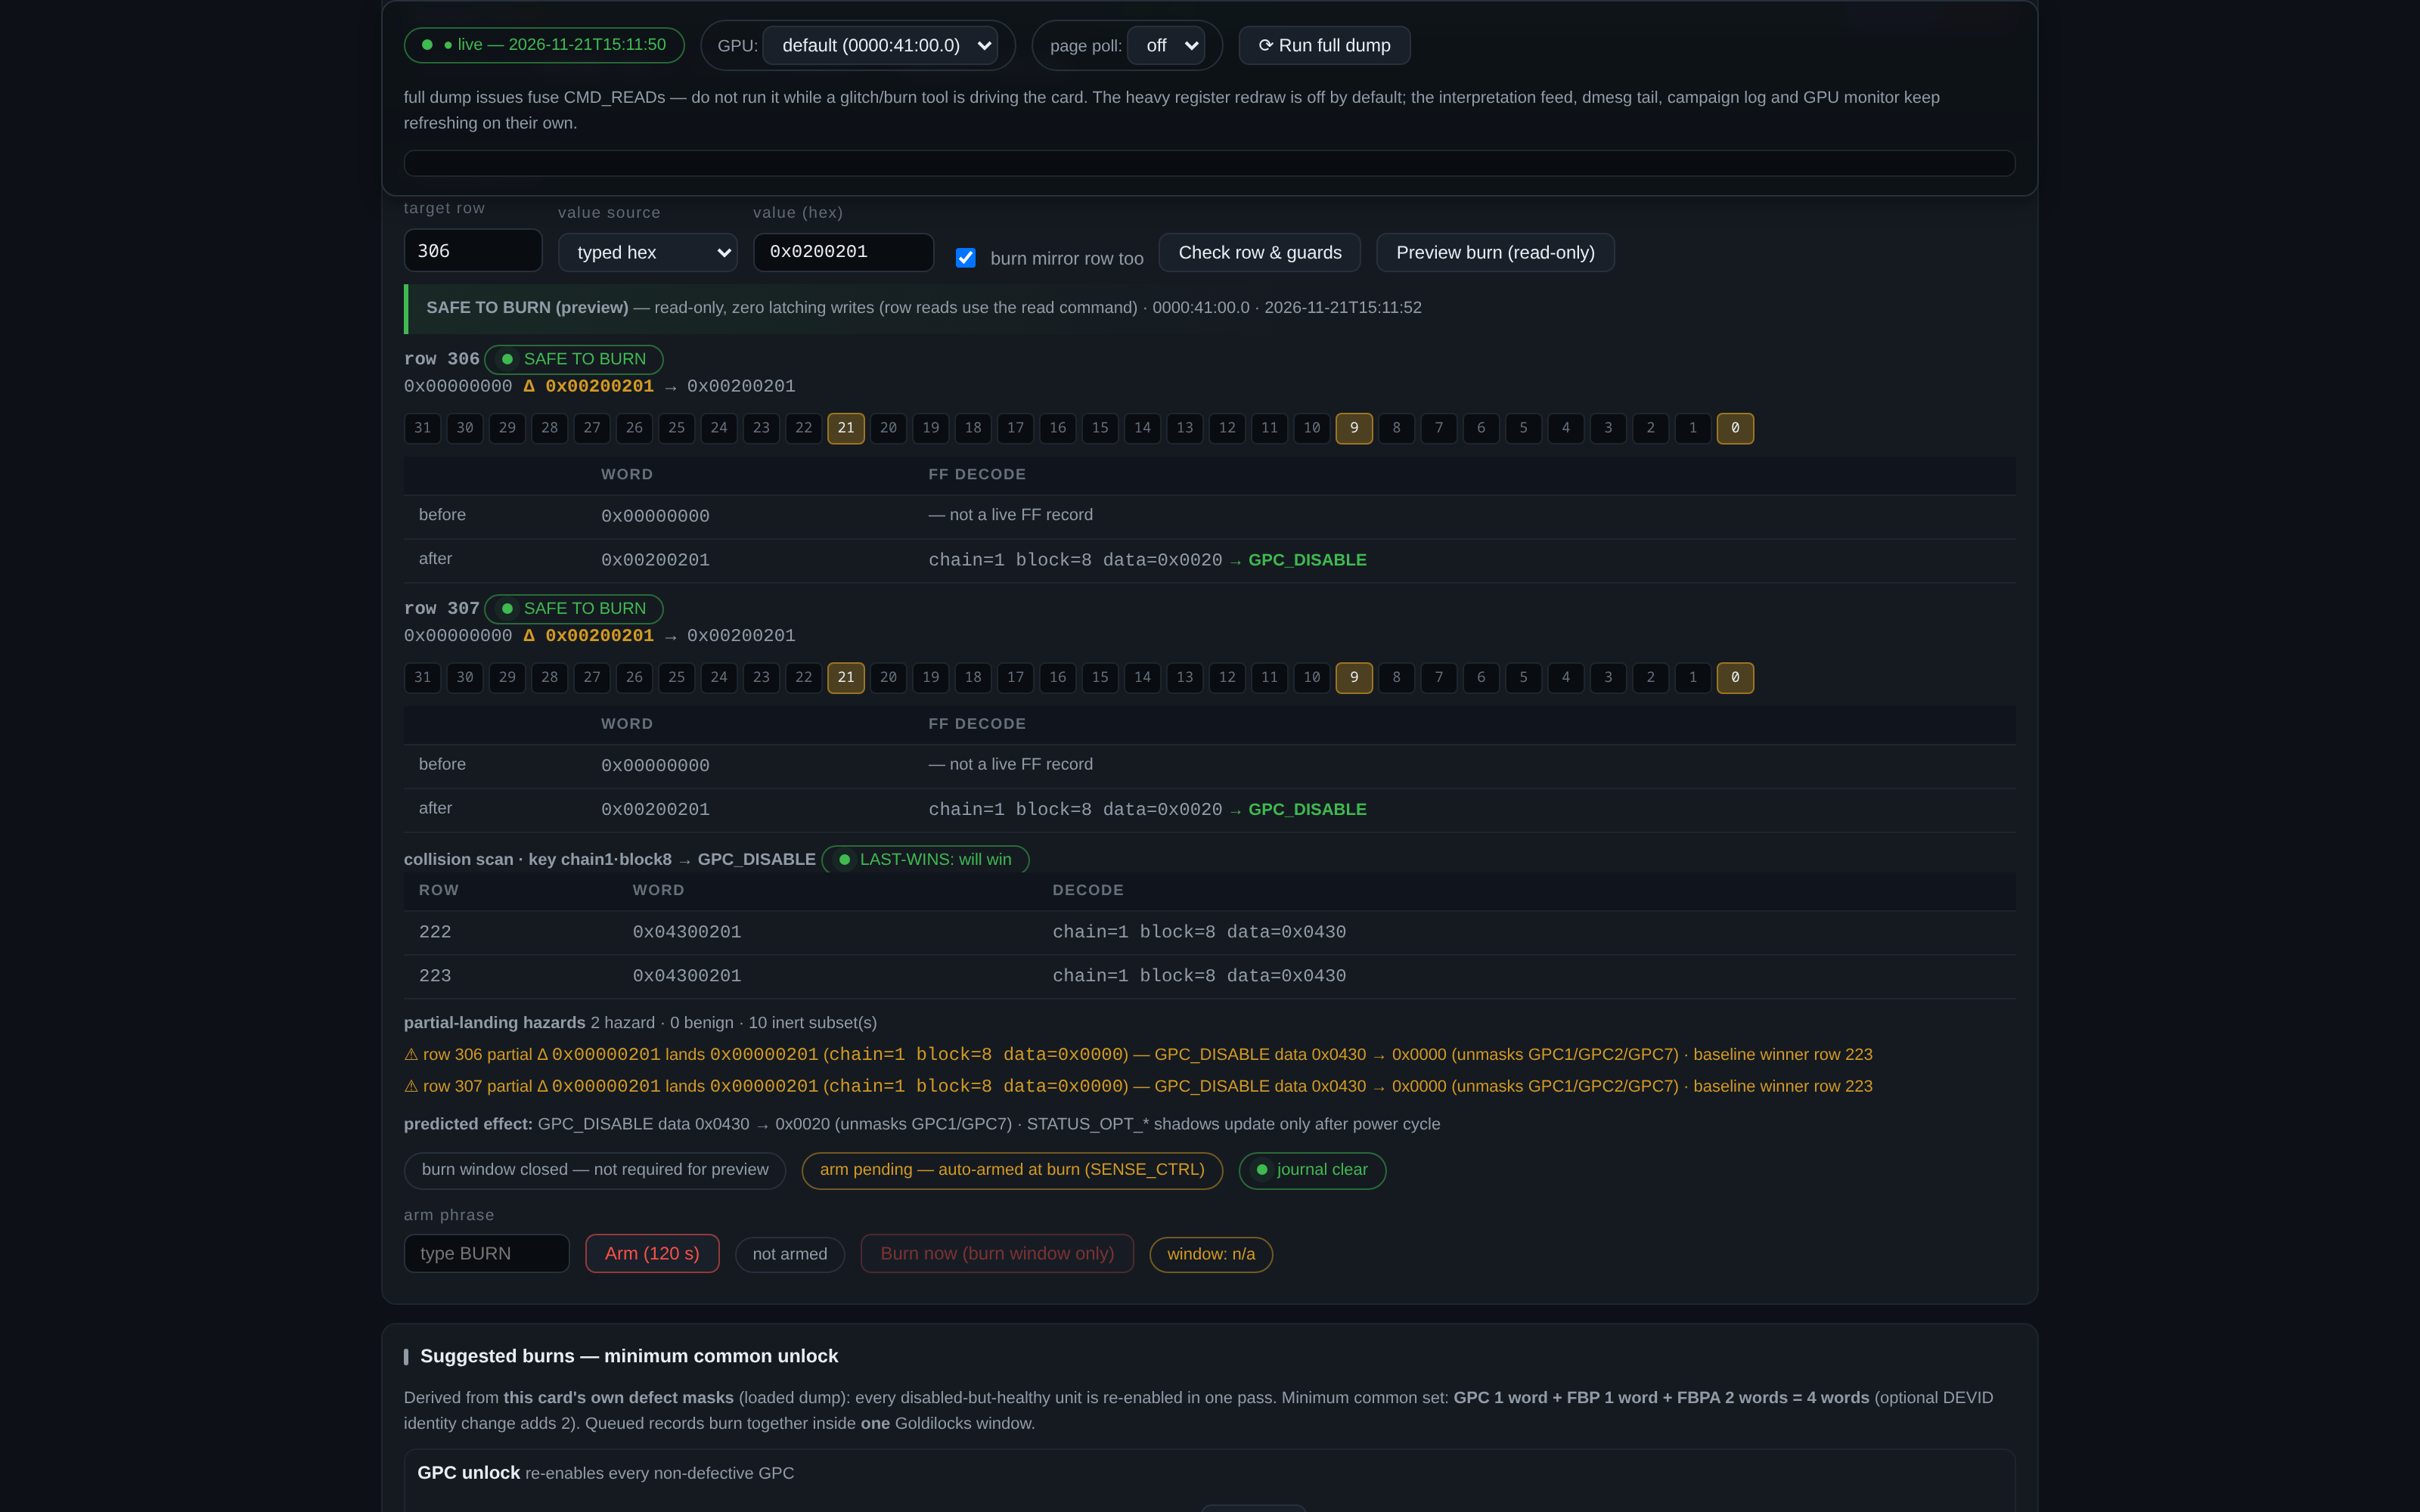 ● live — 2026-11-21T15:11:50 GPU: default (0000:41:00.0) page poll: off ⟳ Run full dump
full dump issues fuse CMD_READs — do not run it while a glitch/burn tool is driving the card. The heavy register redraw is off by default; the interpretation feed, dmesg tail, campaign log and GPU monitor keep
refreshing on their own.
target row value source value (hex)
306 typed hex 0x0200201 burn mirror row too Check row & guards Preview burn (read-only)
SAFE TO BURN (preview) — read-only, zero latching writes (row reads use the read command) · 0000:41:00.0 · 2026-11-21T15:11:52
row 306 SAFE TO BURN
0x00000000 Δ 0x00200201 → 0x00200201
31 30 29 28 27 26 25 24 23 22 21 20 19 18 17 16 15 14 13 12 11 10 9 8 7 6 5 4 3 2 1 0
WORD FF DECODE
before 0x00000000 — not a live FF record
after 0x00200201 chain=1 block=8 data=0x0020 → GPC_DISABLE
row 307 SAFE TO BURN
0x00000000 Δ 0x00200201 → 0x00200201
31 30 29 28 27 26 25 24 23 22 21 20 19 18 17 16 15 14 13 12 11 10 9 8 7 6 5 4 3 2 1 0
WORD FF DECODE
before 0x00000000 — not a live FF record
after 0x00200201 chain=1 block=8 data=0x0020 → GPC_DISABLE
collision scan · key chain1·block8 → GPC_DISABLE LAST-WINS: will win
ROW WORD DECODE
222 0x04300201 chain=1 block=8 data=0x0430
223 0x04300201 chain=1 block=8 data=0x0430
partial-landing hazards 2 hazard · 0 benign · 10 inert subset(s)
⚠ row 306 partial Δ 0x00000201 lands 0x00000201 (chain=1 block=8 data=0x0000) — GPC_DISABLE data 0x0430 → 0x0000 (unmasks GPC1/GPC2/GPC7) · baseline winner row 223
⚠ row 307 partial Δ 0x00000201 lands 0x00000201 (chain=1 block=8 data=0x0000) — GPC_DISABLE data 0x0430 → 0x0000 (unmasks GPC1/GPC2/GPC7) · baseline winner row 223
predicted effect: GPC_DISABLE data 0x0430 → 0x0020 (unmasks GPC1/GPC7) · STATUS_OPT_* shadows update only after power cycle
burn window closed — not required for preview arm pending — auto-armed at burn (SENSE_CTRL) journal clear
arm phrase
type BURN Arm (120 s) not armed Burn now (burn window only) window: n/a
Suggested burns — minimum common unlock
Derived from this card's own defect masks (loaded dump): every disabled-but-healthy unit is re-enabled in one pass. Minimum common set: GPC 1 word + FBP 1 word + FBPA 2 words = 4 words (optional DEVID
identity change adds 2). Queued records burn together inside one Goldilocks window.
GPC unlock re-enables every non-defective GPC